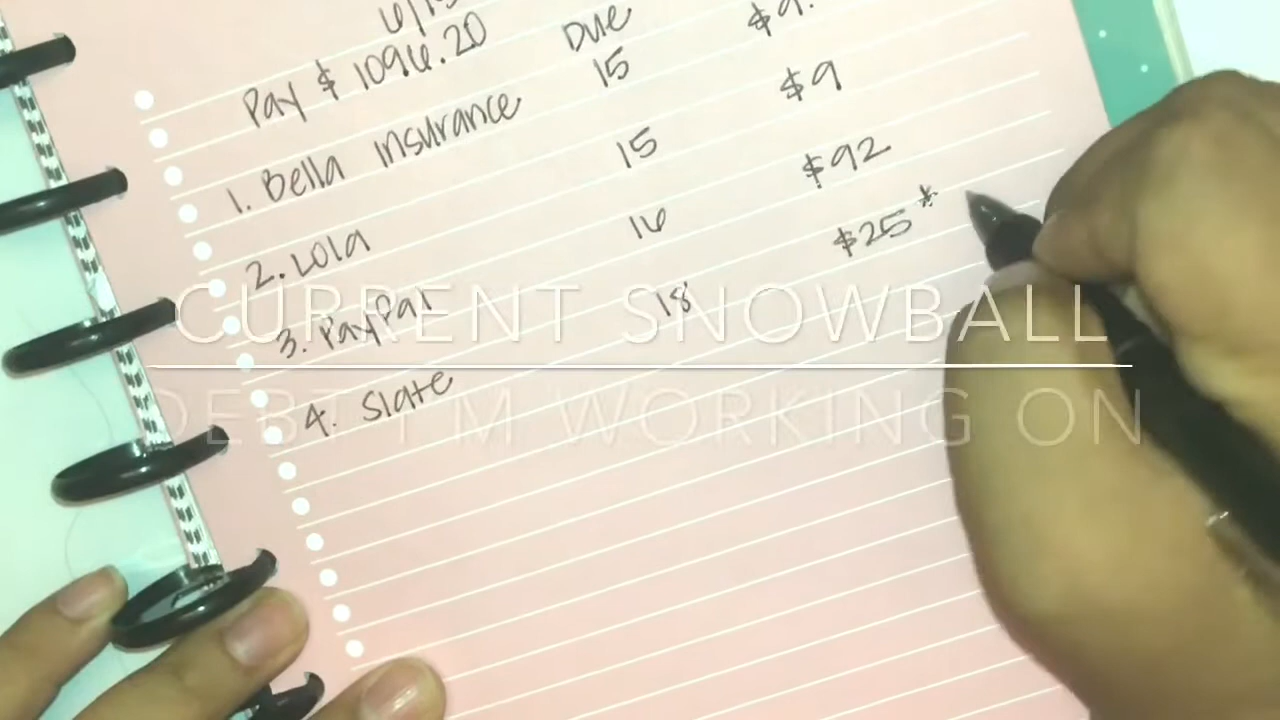 Pay $ 1096.20 Due
1. Bella Insurance 15 $9.
2. Lola 15 $9
3. PayPal 16 $92
4. Slate 18 $25*
CURRENT SNOWBALL
DEBT I'M WORKING ON